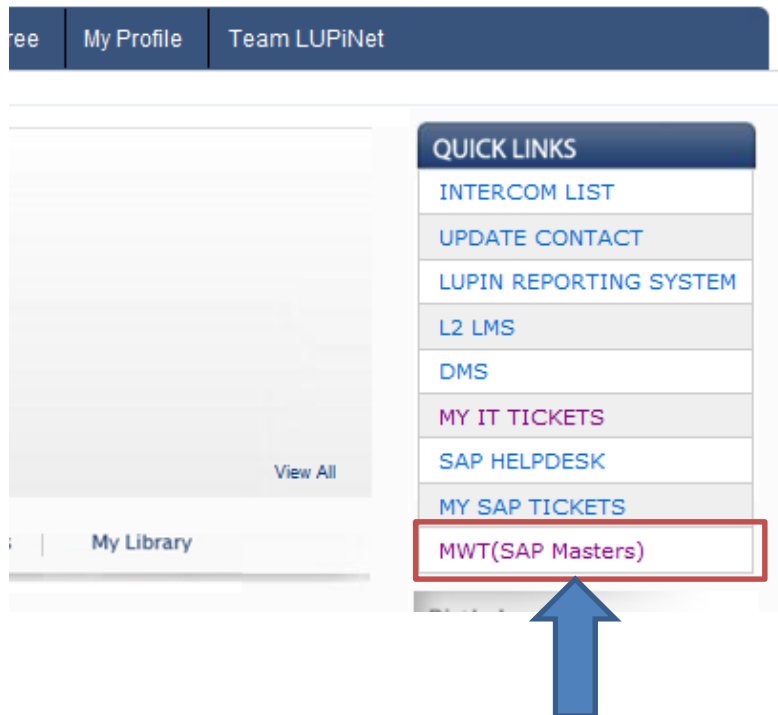 ree My Profile Team LUPiNet
QUICK LINKS
INTERCOM LIST
UPDATE CONTACT
LUPIN REPORTING SYSTEM
L2 LMS
DMS
MY IT TICKETS
View All
SAP HELPDESK
MY SAP TICKETS
My Library
MWT(SAP Masters)